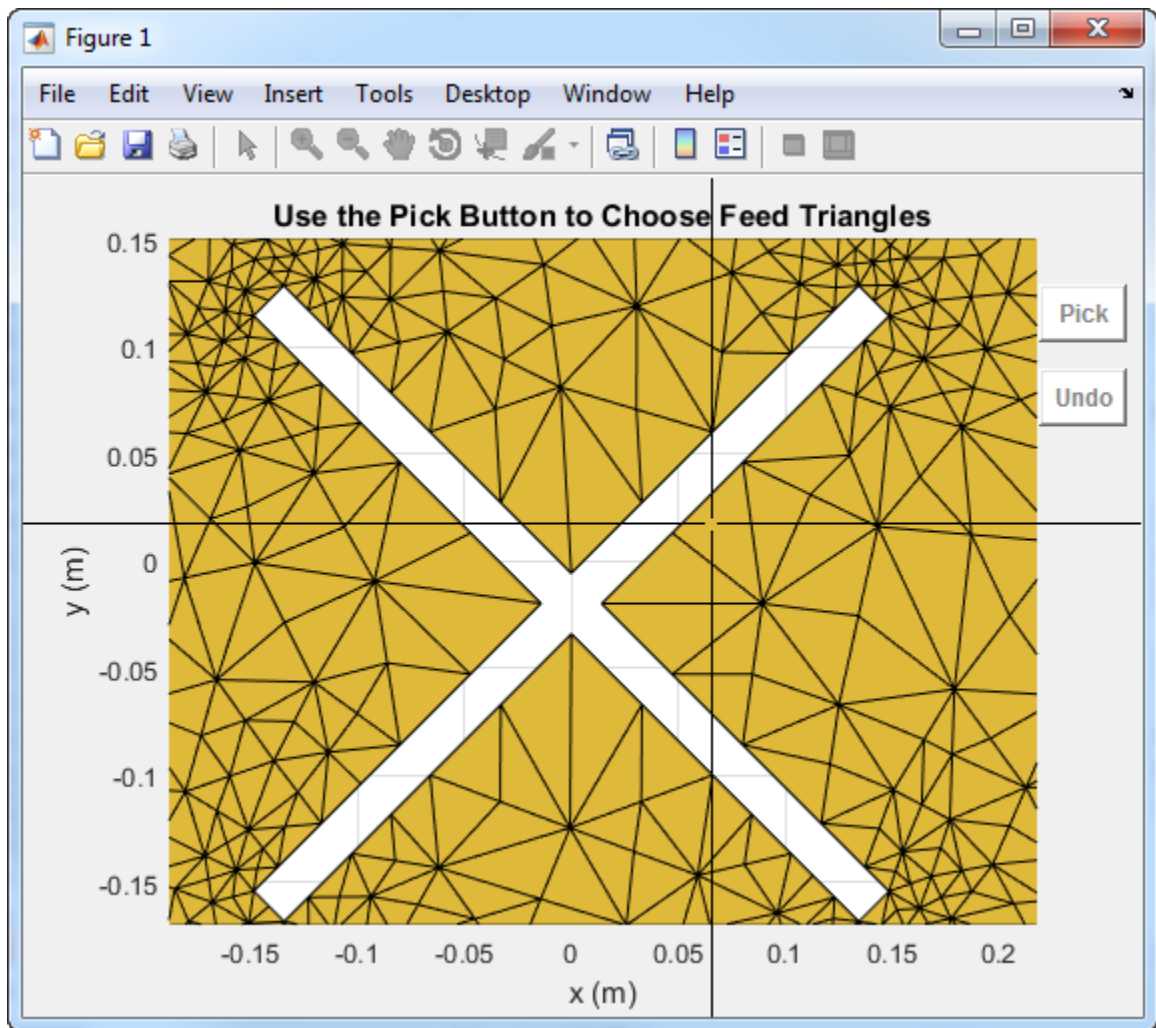 Figure 1
File Edit View Insert Tools Desktop Window Help
Use the Pick Button to Choose Feed Triangles
0.15
0.1
0.05
0
-0.05
-0.1
-0.15
y (m)
-0.15 -0.1 -0.05 0 0.05 0.1 0.15 0.2
x (m)
Pick
Undo